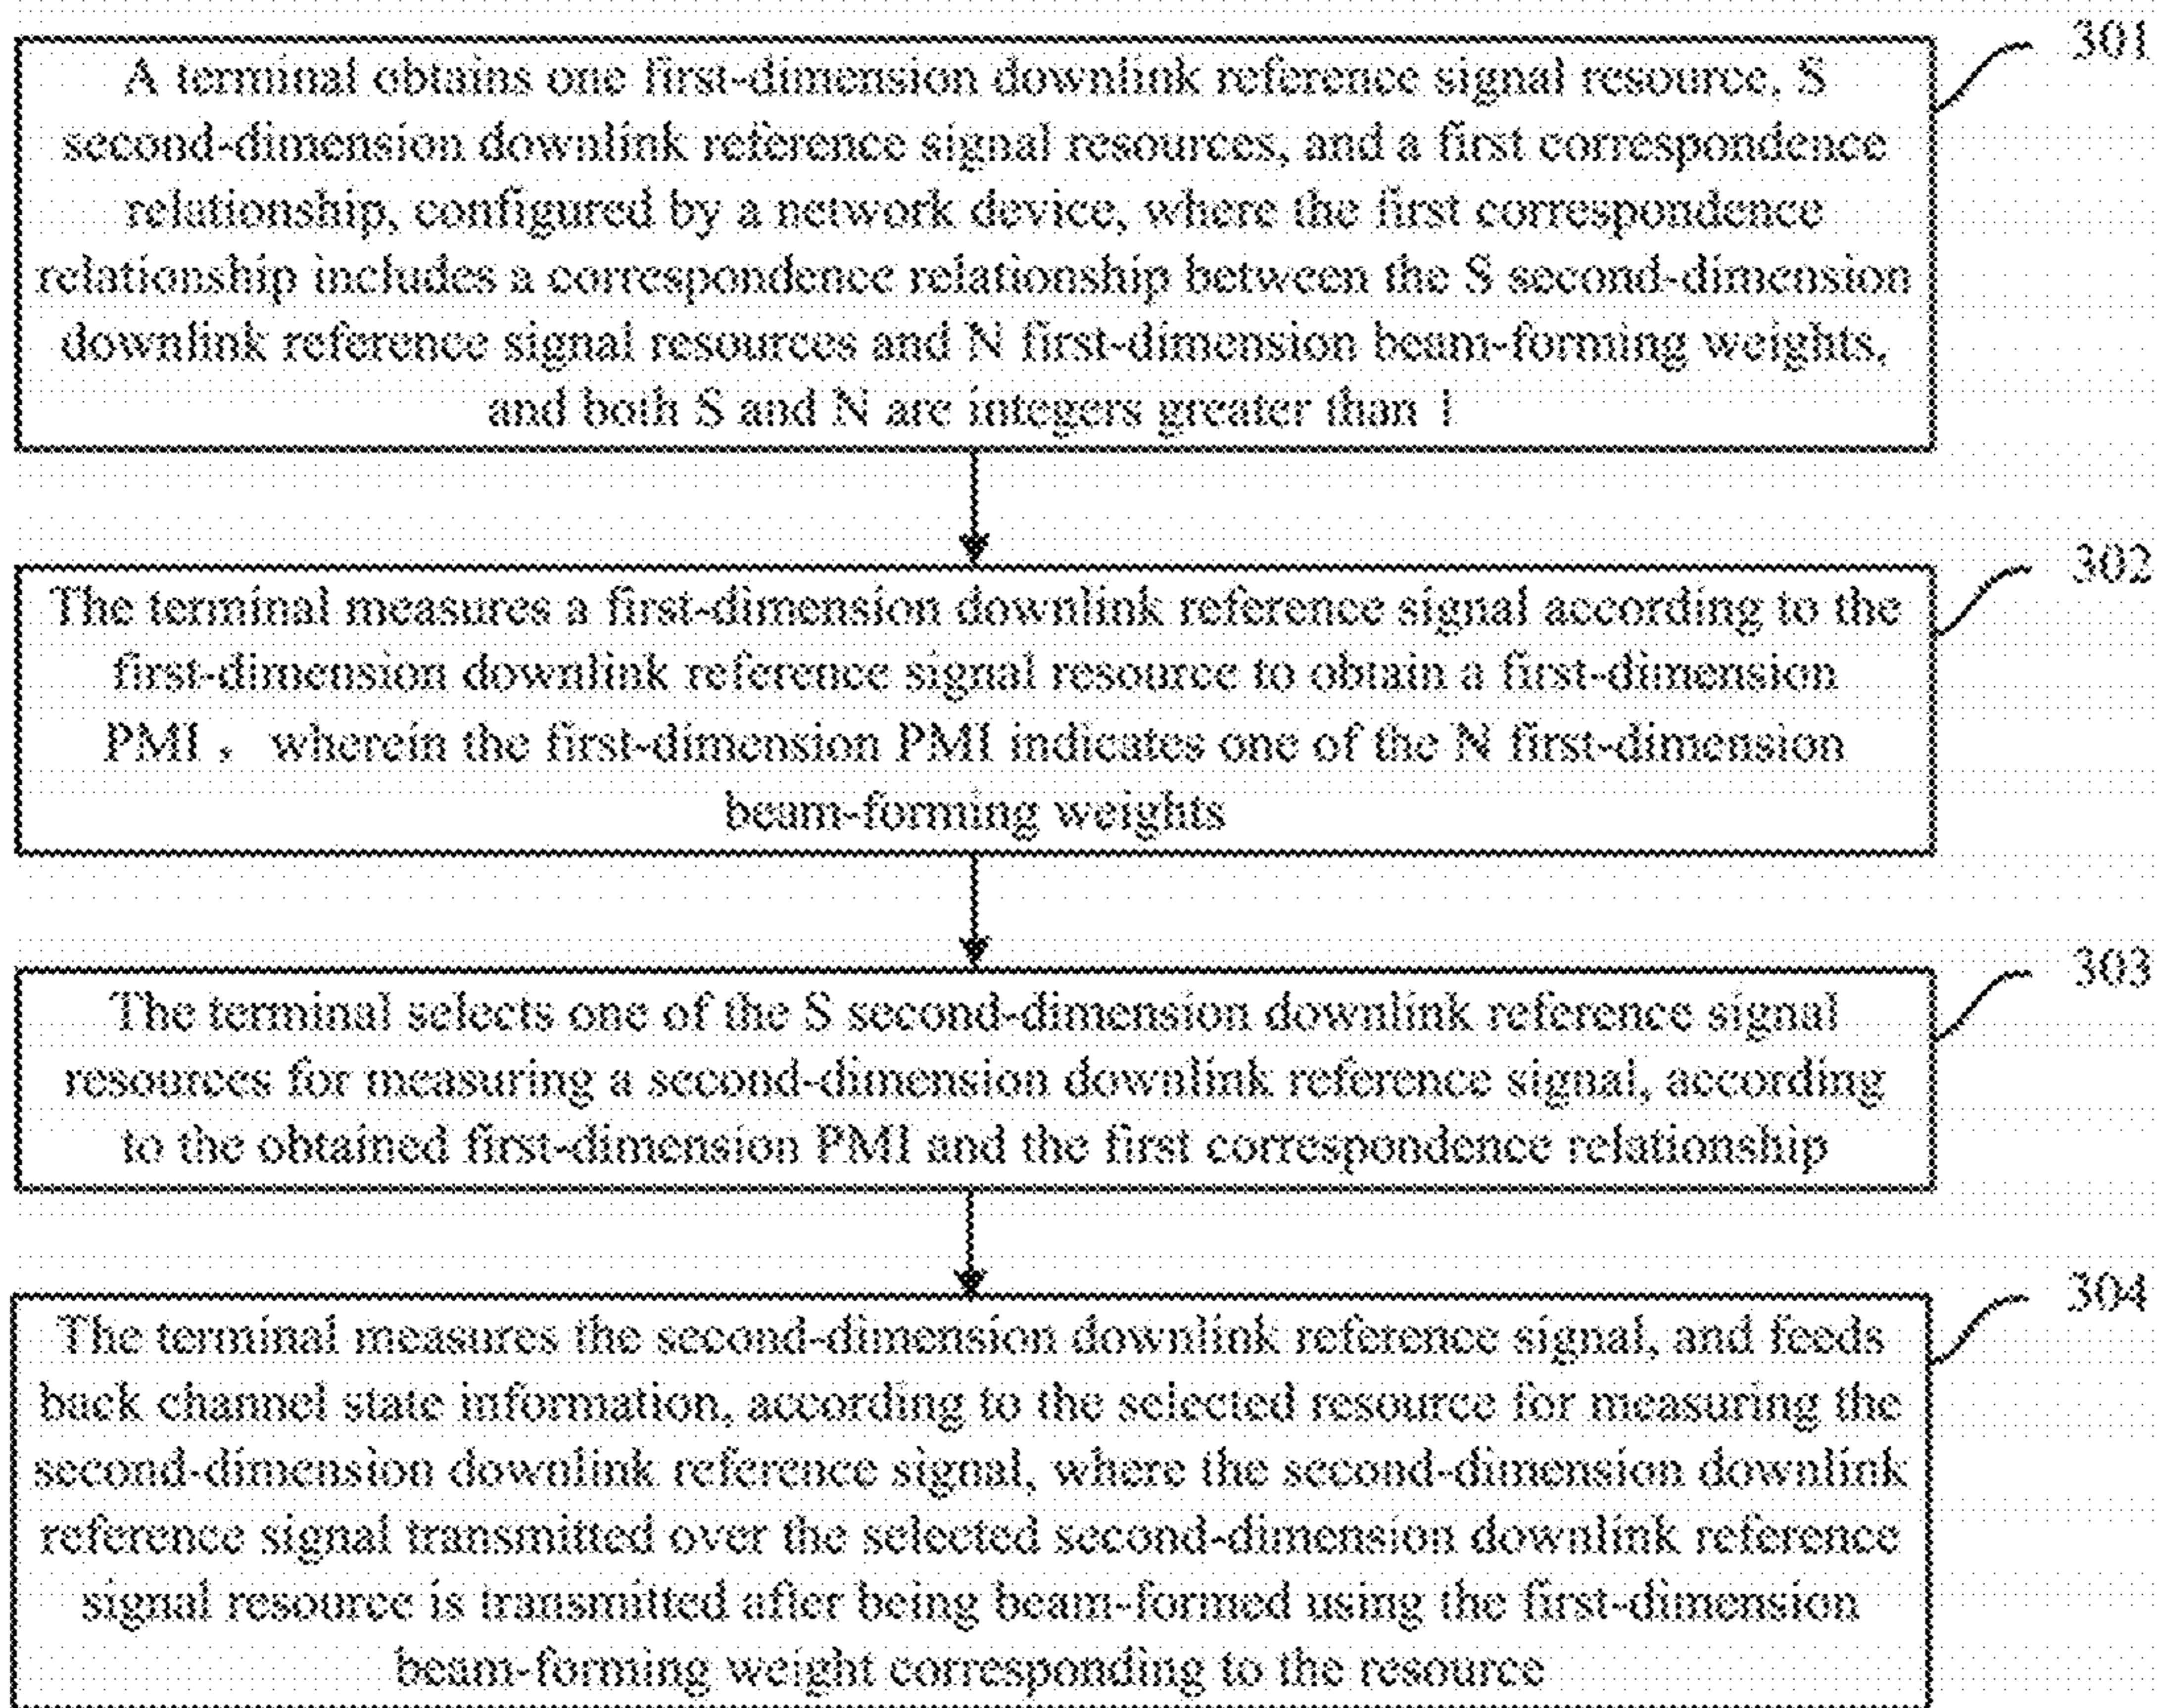 301
A terminal obtains one first-dimension downlink reference signal resource, S
second-dimension downlink reference signal resources, and a first correspondence
relationship, configured by a network device, where the first correspondence
relationship includes a correspondence relationship between the S second-dimension
downlink reference signal resources and N first-dimension beam-forming weights,
and both S and N are integers greater than 1
302
The terminal measures a first-dimension downlink reference signal according to the
first-dimension downlink reference signal resource to obtain a first-dimension
PMI , wherein the first-dimension PMI indicates one of the N first-dimension
beam-forming weights
303
The terminal selects one of the S second-dimension downlink reference signal
resources for measuring a second-dimension downlink reference signal, according
to the obtained first-dimension PMI and the first correspondence relationship
304
The terminal measures the second-dimension downlink reference signal, and feeds
back channel state information, according to the selected resource for measuring the
second-dimension downlink reference signal, where the second-dimension downlink
reference signal transmitted over the selected second-dimension downlink reference
signal resource is transmitted after being beam-formed using the first-dimension
beam-forming weight corresponding to the resource